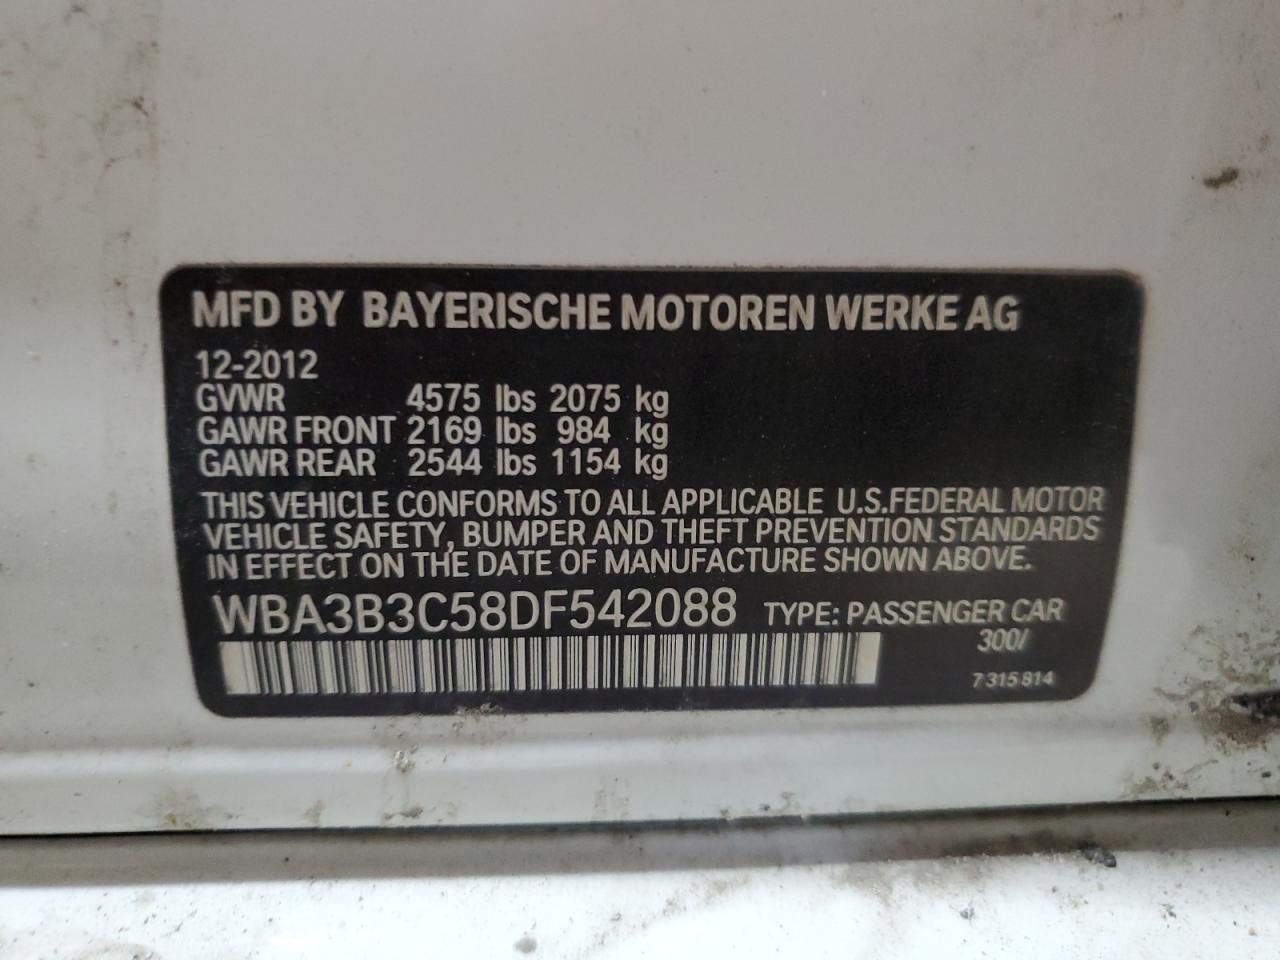 MFD BY BAYERISCHE MOTOREN WERKE AG
12-2012
GVWR 4575 lbs 2075 kg
GAWR FRONT 2169 lbs 984 kg
GAWR REAR 2544 lbs 1154 kg
THIS VEHICLE CONFORMS TO ALL APPLICABLE U.S.FEDERAL MOTOR
VEHICLE SAFETY, BUMPER AND THEFT PREVENTION STANDARDS
IN EFFECT ON THE DATE OF MANUFACTURE SHOWN ABOVE.
WBA3B3C58DF542088 TYPE: PASSENGER CAR
300/
7 315 814